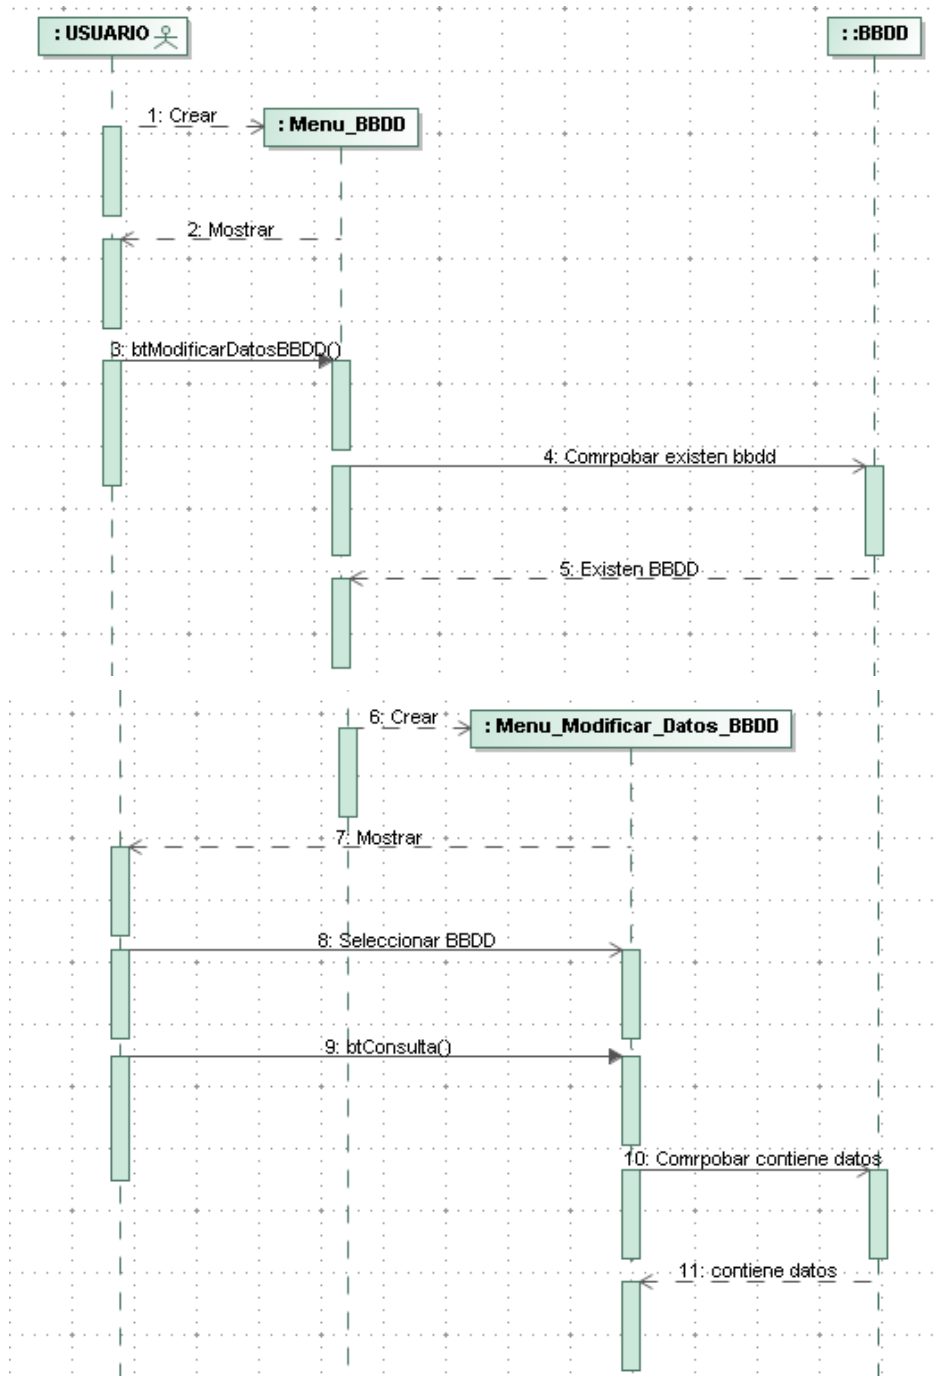 : USUARIO
: :BBDD
1: Crear
: Menu_BBDD
2: Mostrar
3: btModificarDatosBBDD()
4: Comrpobar existen bbdd
5: Existen BBDD
6: Crear
: Menu_Modificar_Datos_BBDD
7: Mostrar
8: Seleccionar BBDD
9: btConsulta()
10: Comrpobar contiene datos
11: contiene datos